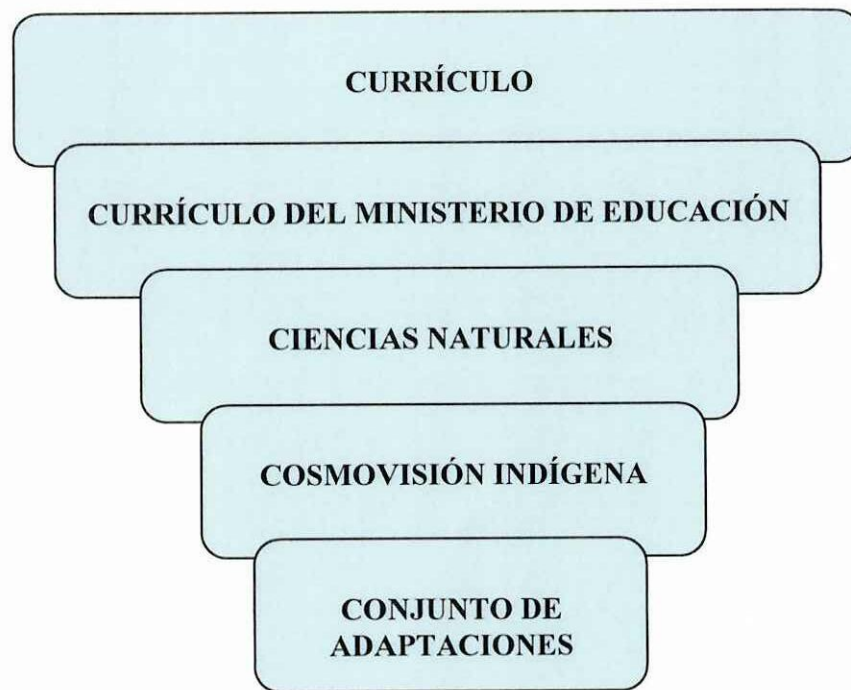 CURRÍCULO
CURRÍCULO DEL MINISTERIO DE EDUCACIÓN
CIENCIAS NATURALES
COSMOVISIÓN INDÍGENA
CONJUNTO DE
ADAPTACIONES